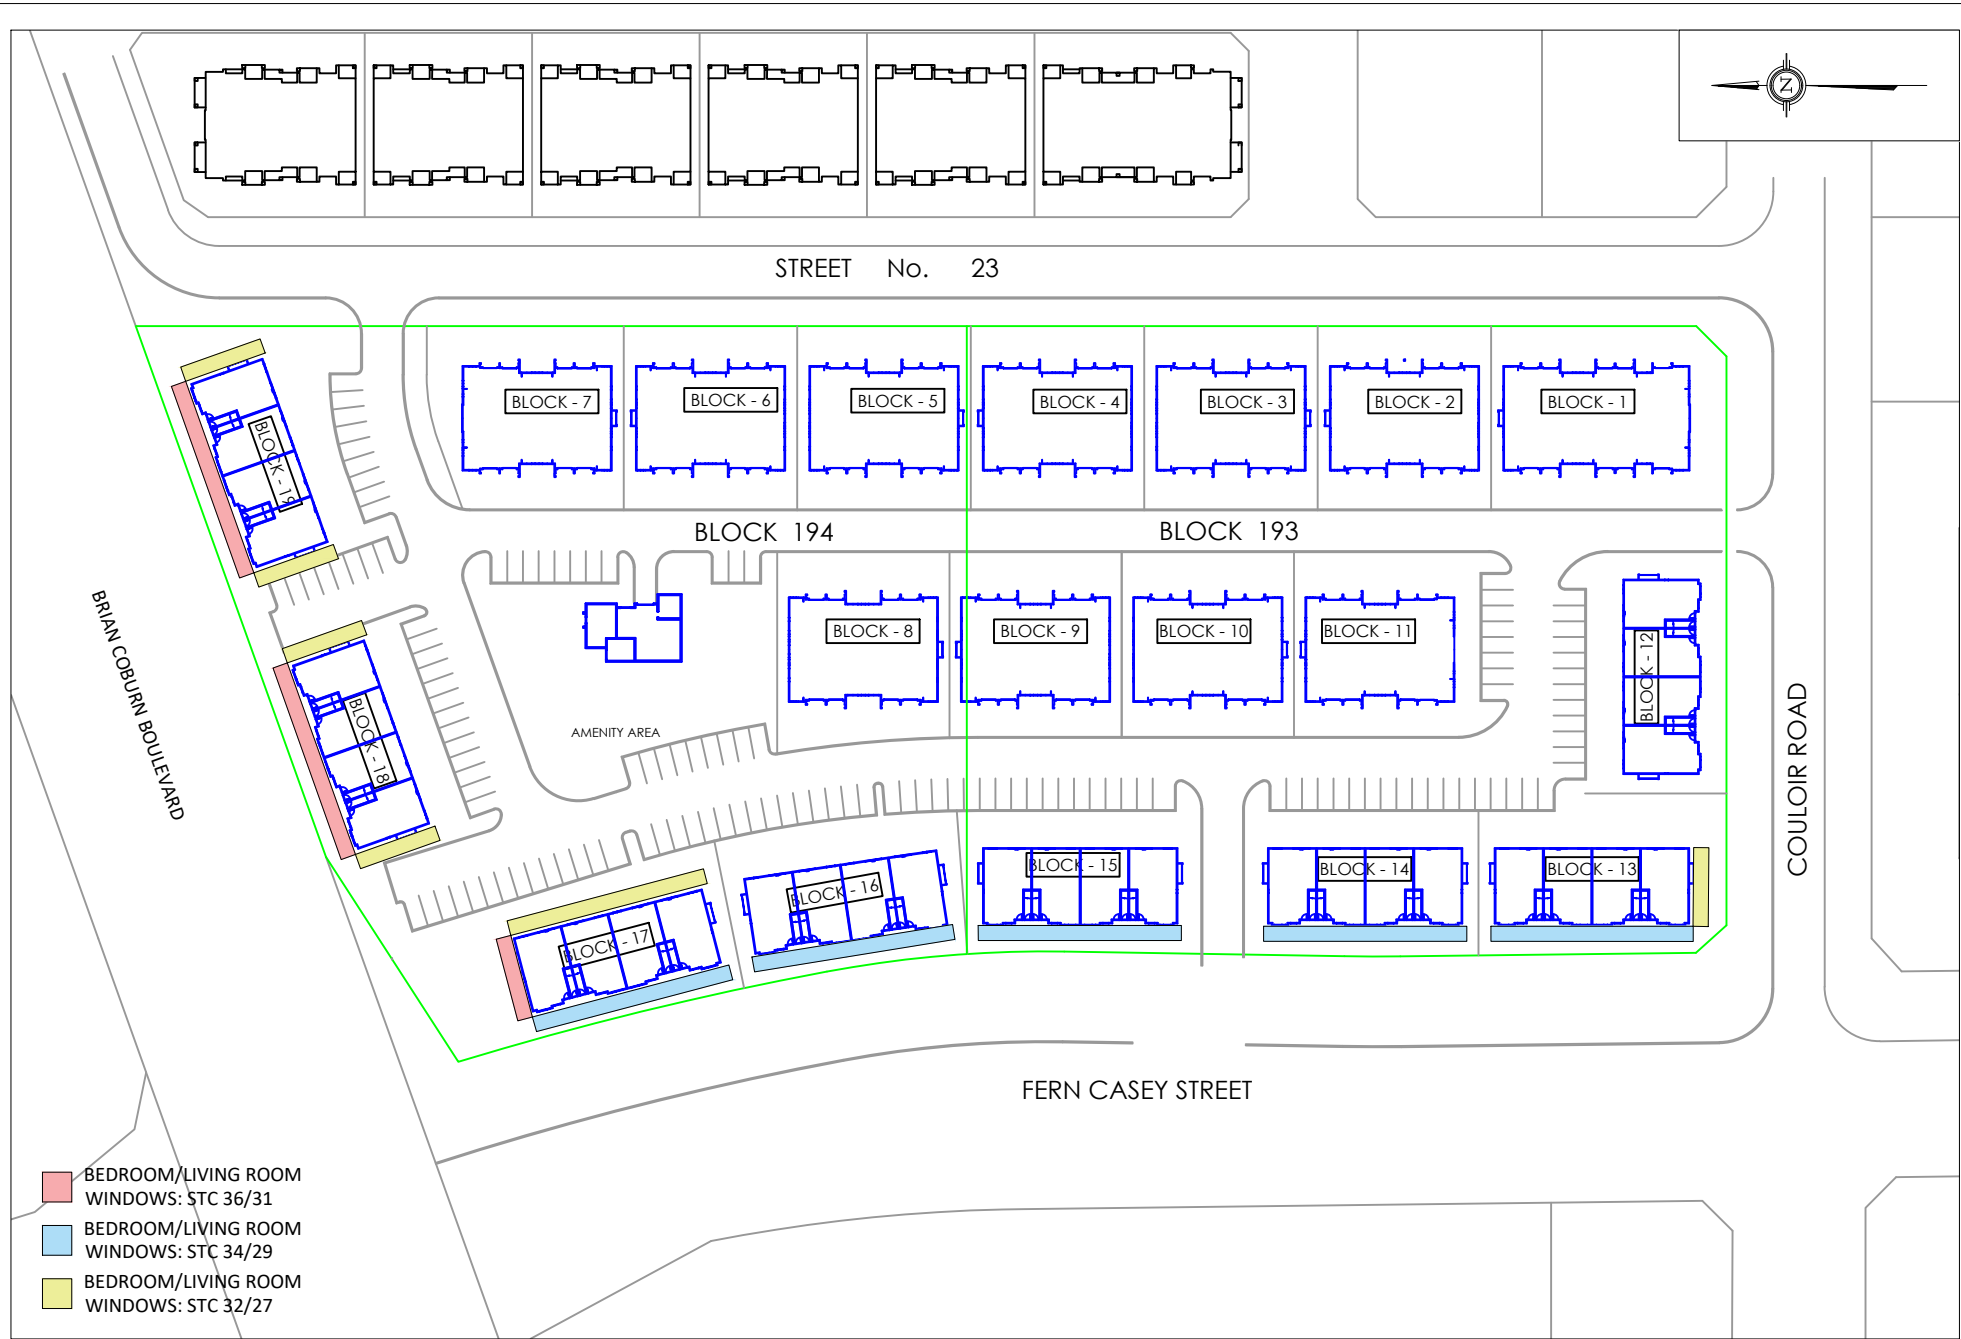 N
STREET No. 23
BLOCK - 7
BLOCK - 6
BLOCK - 5
BLOCK - 4
BLOCK - 3
BLOCK - 2
BLOCK - 1
BLOCK - 19
BLOCK 194
BLOCK 193
BLOCK - 8
BLOCK - 9
BLOCK - 10
BLOCK - 11
BLOCK - 12
BRIAN COBURN BOULEVARD
BLOCK - 18
AMENITY AREA
COULOIR ROAD
BLOCK - 15
BLOCK - 14
BLOCK - 13
BLOCK - 16
BLOCK - 17
FERN CASEY STREET
BEDROOM/LIVING ROOM
WINDOWS: STC 36/31
BEDROOM/LIVING ROOM
WINDOWS: STC 34/29
BEDROOM/LIVING ROOM
WINDOWS: STC 32/27